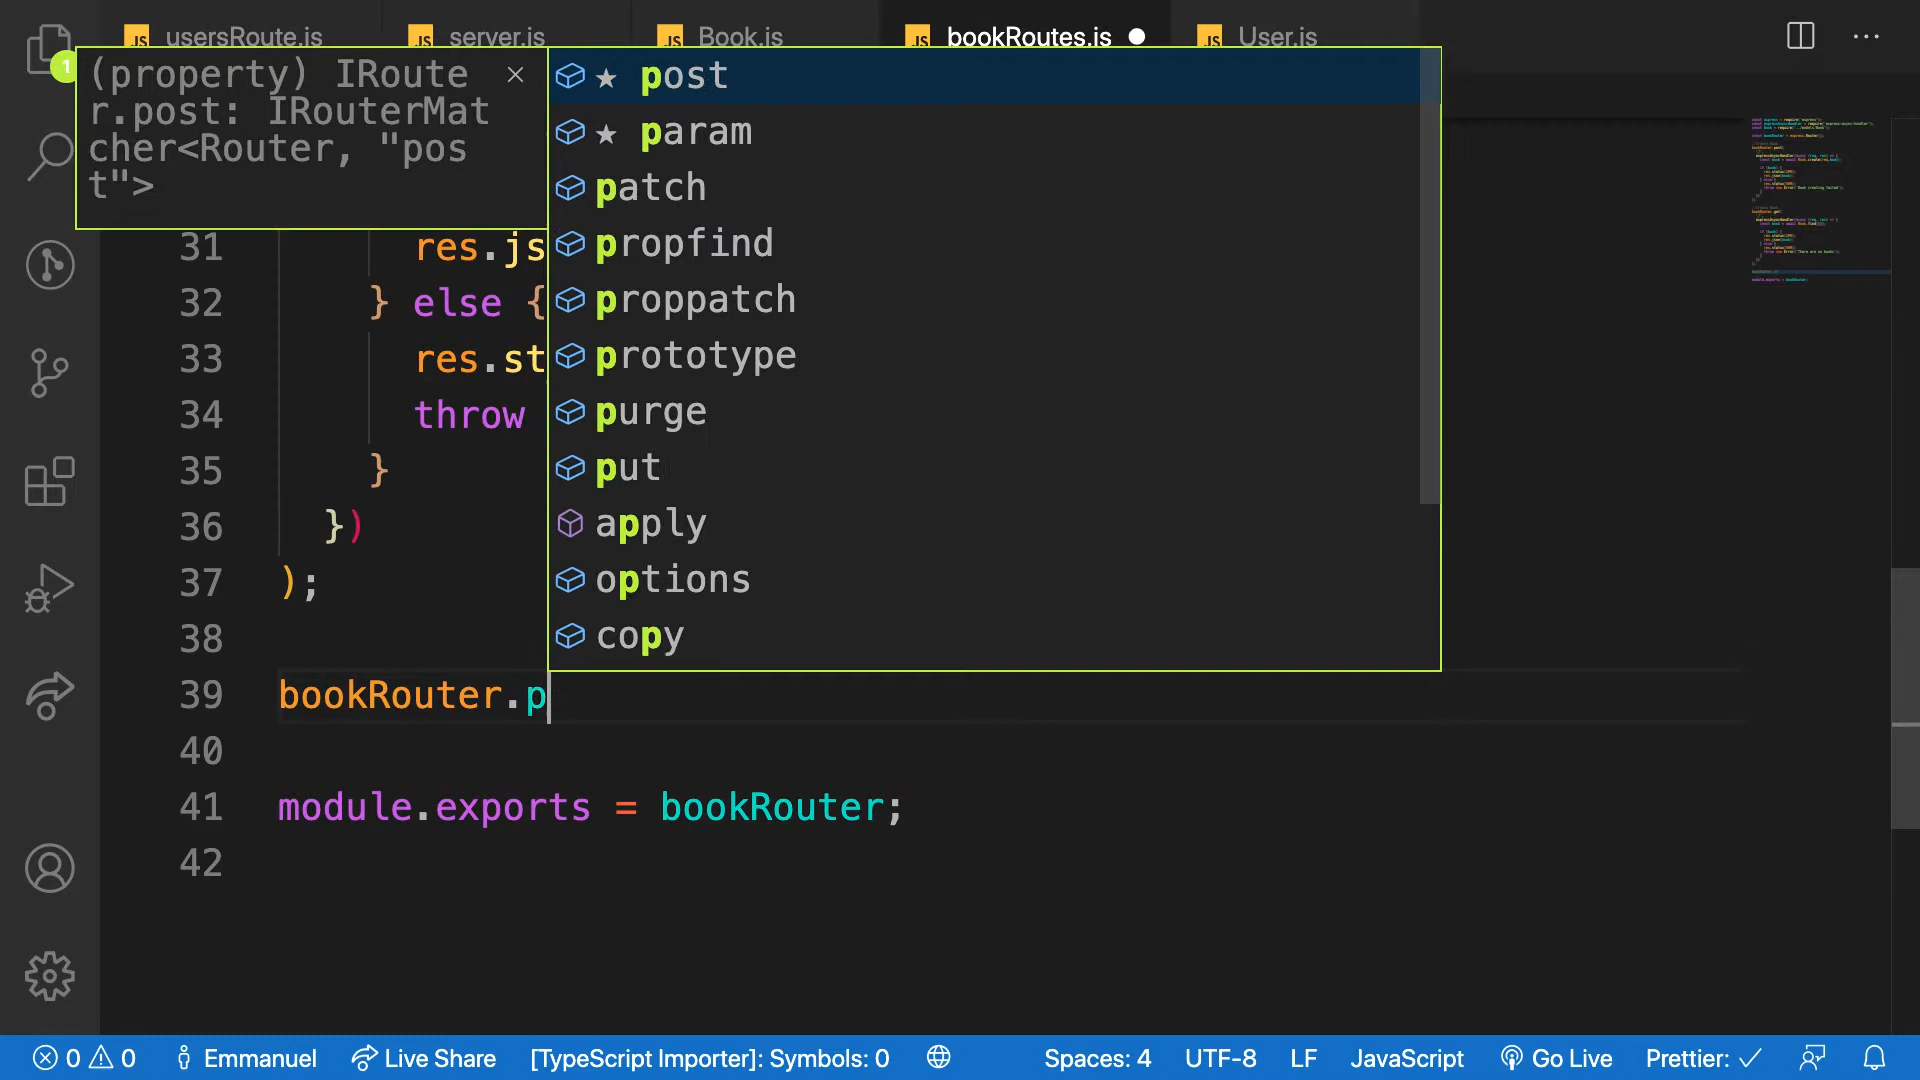 usersRoute.js
server.js
Book.js
bookRoutes.js
User.js
1
(property) IRoute
r.post: IRouterMat
cher<Router, "pos
t">
post
param
patch
propfind
proppatch
prototype
purge
put
apply
options
copy
31 res.js
32 } else {
33 res.st
34 throw
35 }
36 })
37 );
38
39 bookRouter.p
40
41 module.exports = bookRouter;
42
0 0 Emmanuel Live Share [TypeScript Importer]: Symbols: 0 Spaces: 4 UTF-8 LF JavaScript Go Live Prettier: ✓